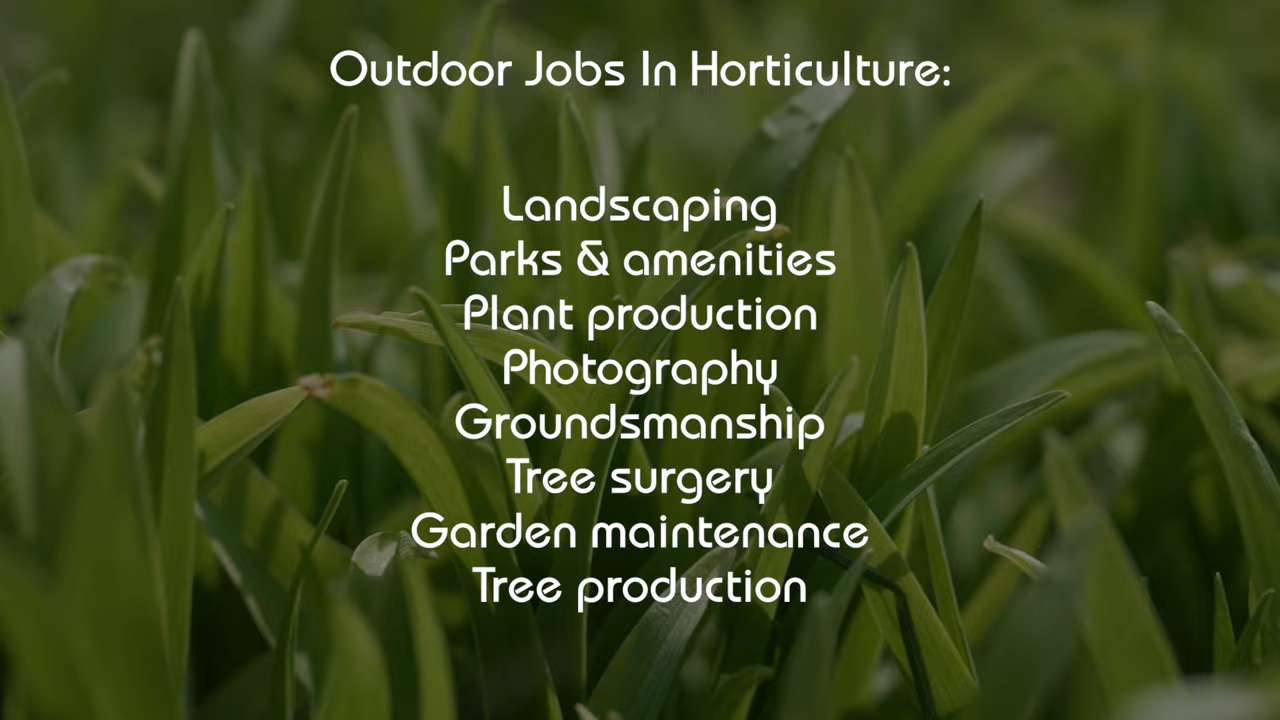 Outdoor Jobs In Horticulture:
Landscaping
Parks & amenities
Plant production
Photography
Groundsmanship
Tree surgery
Garden maintenance
Tree production